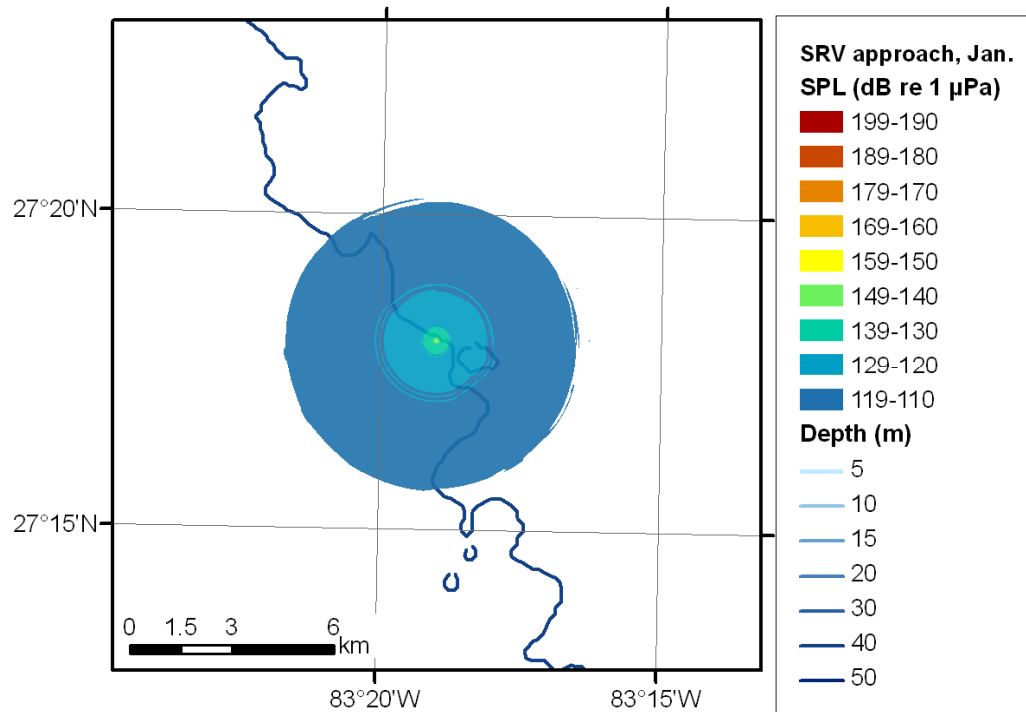 27°20'N
27°15'N
0 1.5 3 6
km
83°20'W 83°15'W
SRV approach, Jan.
SPL (dB re 1 µPa)
199-190
189-180
179-170
169-160
159-150
149-140
139-130
129-120
119-110
Depth (m)
5
10
15
20
30
40
50